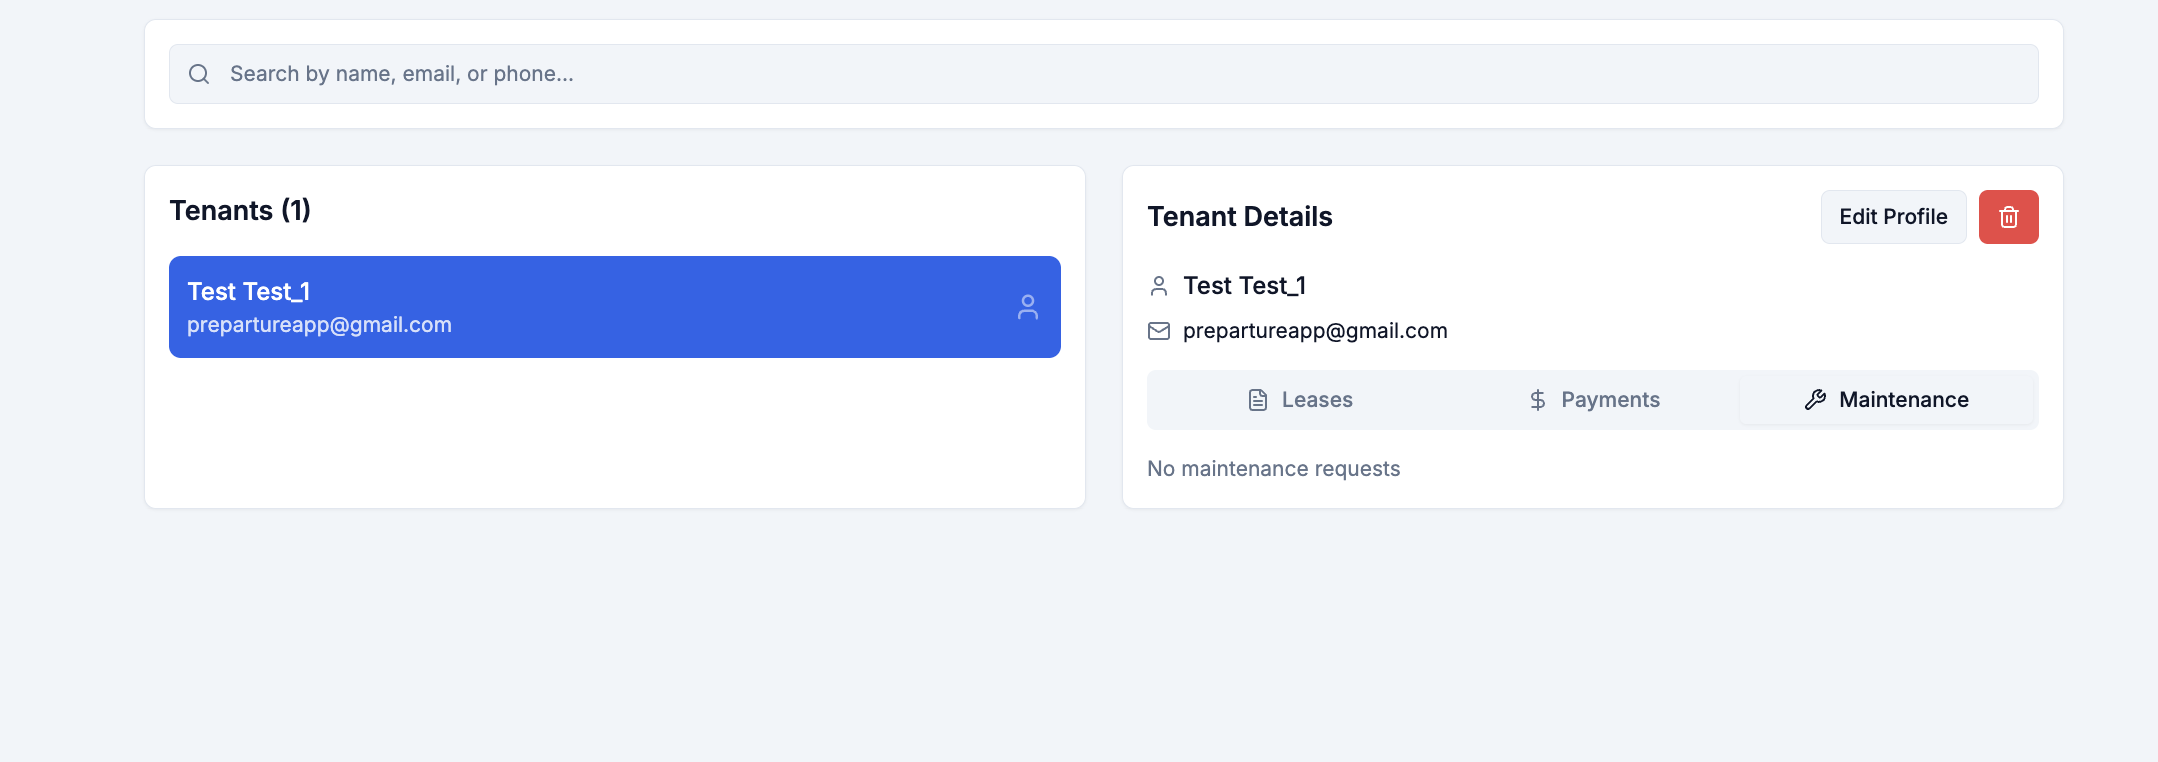 Search by name, email, or phone...
Tenants (1)
Test Test_1
prepartureapp@gmail.com
Tenant Details
Edit Profile
Test Test_1
prepartureapp@gmail.com
Leases
Payments
Maintenance
No maintenance requests